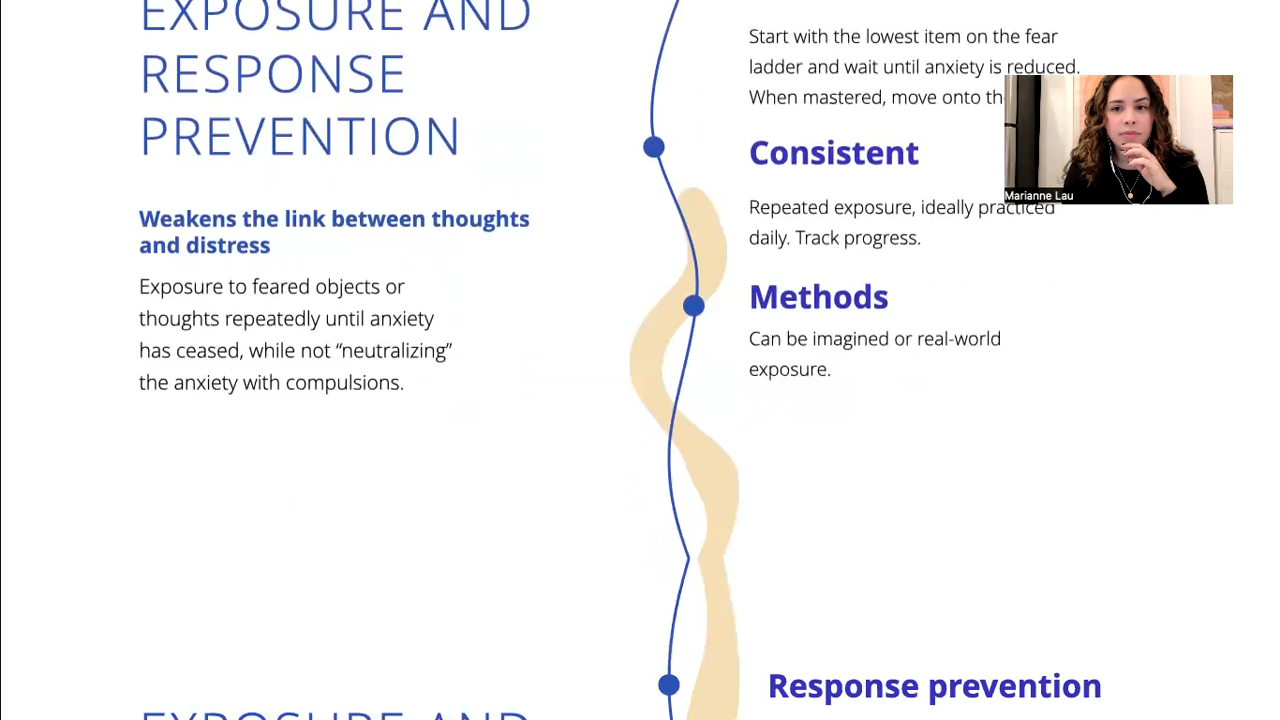 EXPOSURE AND
RESPONSE
PREVENTION
Weakens the link between thoughts
and distress
Exposure to feared objects or
thoughts repeatedly until anxiety
has ceased, while not “neutralizing”
the anxiety with compulsions.
Start with the lowest item on the fear
ladder and wait until anxiety is reduced.
When mastered, move onto
Consistent
Repeated exposure, ideally practiced
daily. Track progress.
Methods
Can be imagined or real-world
exposure.
Marianne Lau
Response prevention
EXPOSURE AND